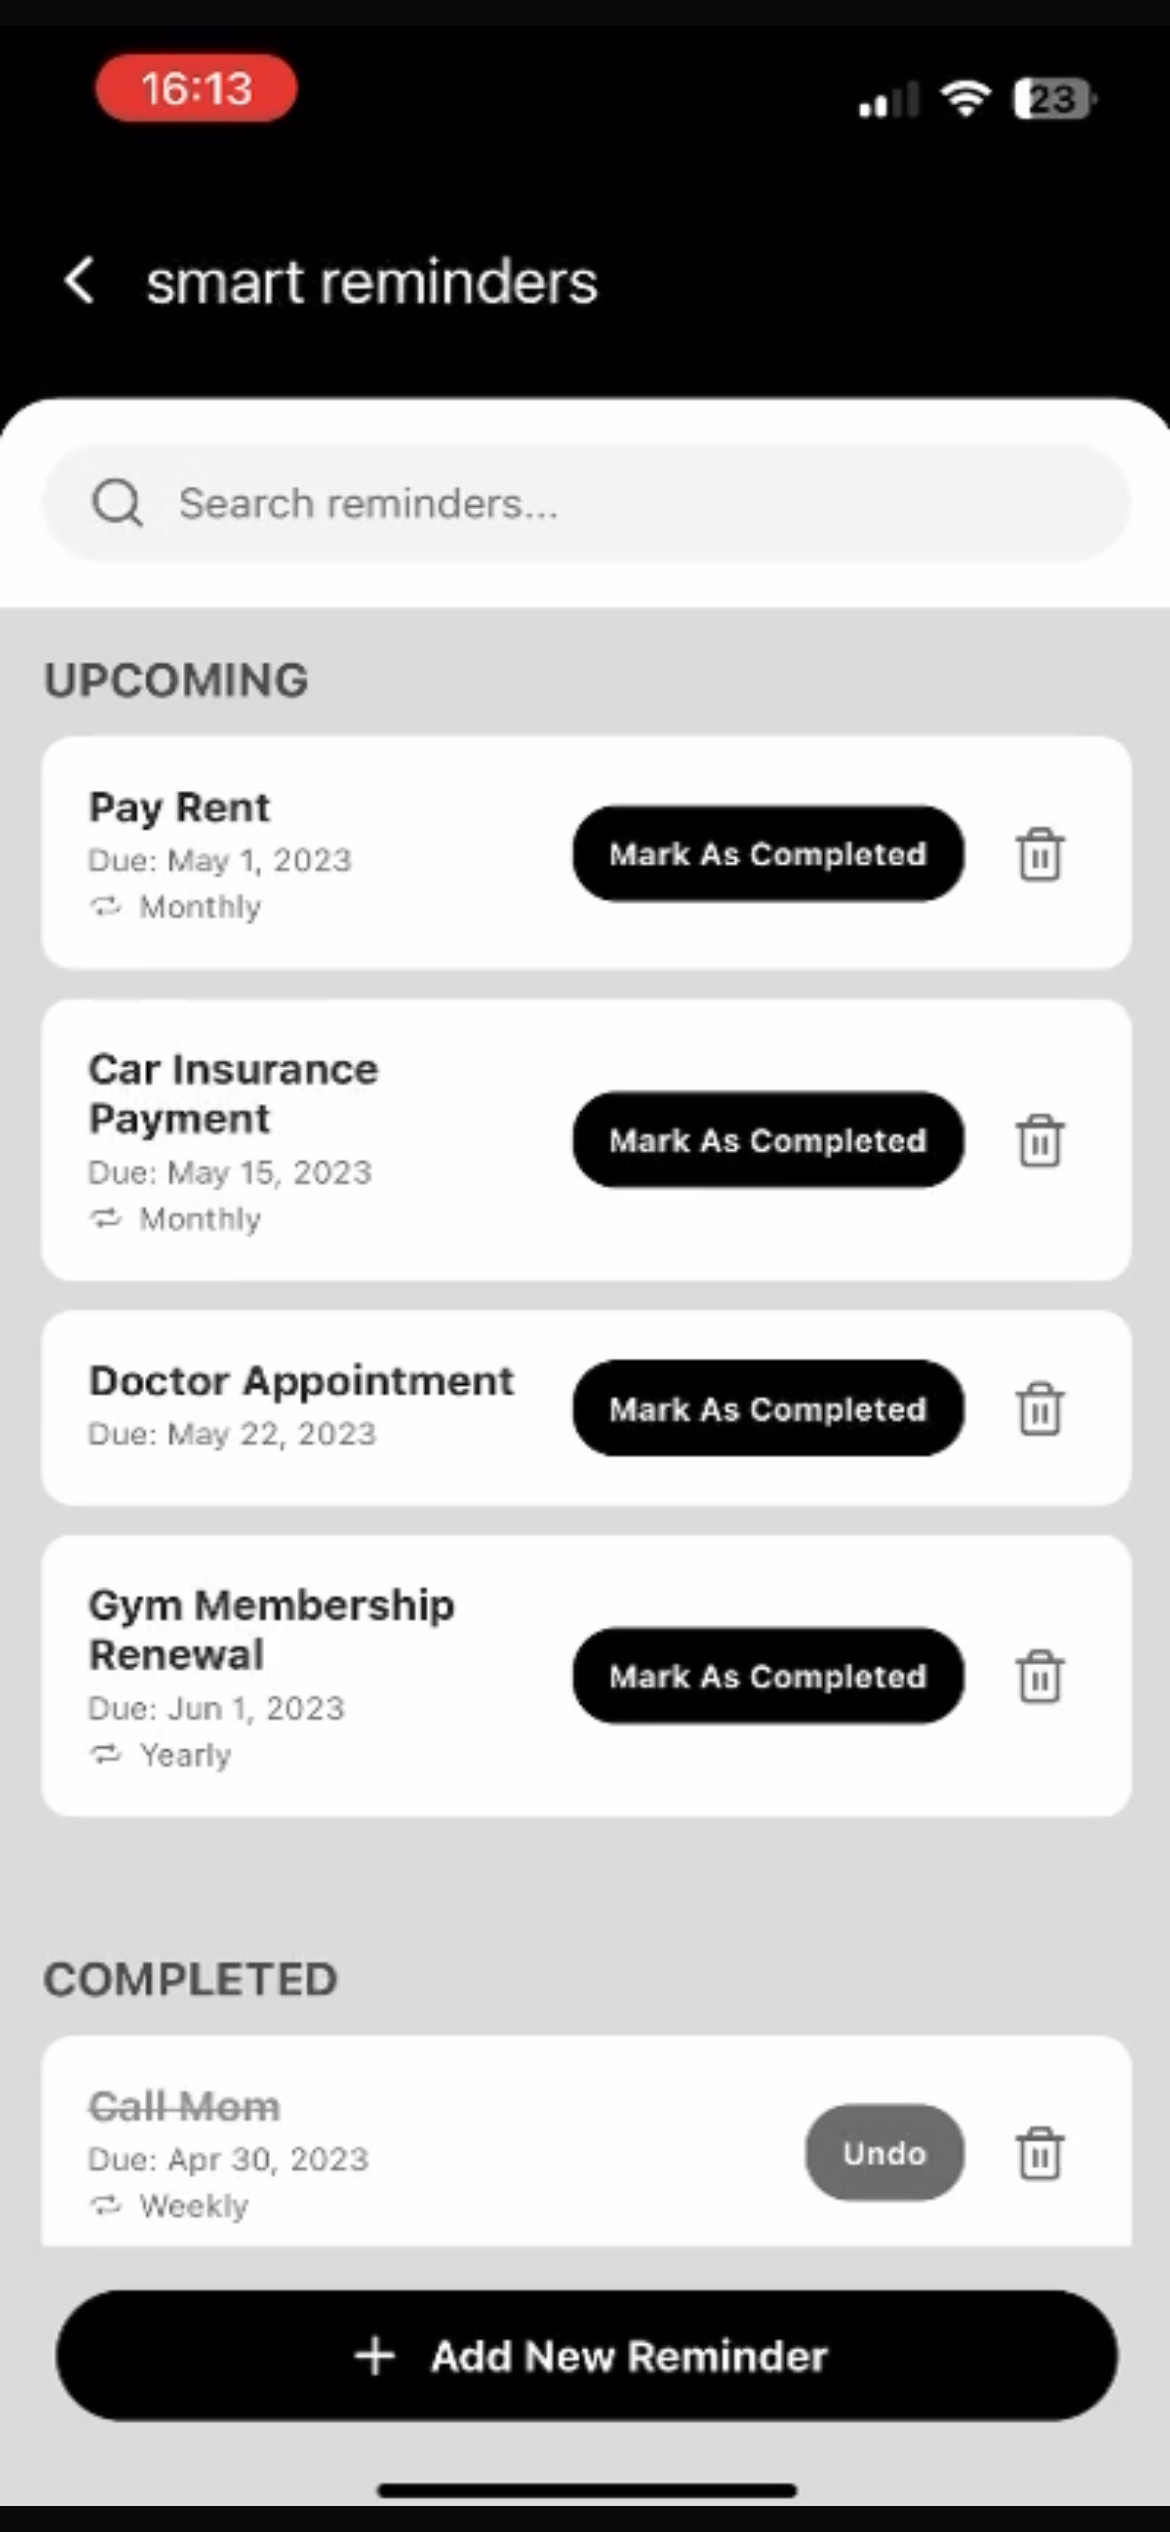 16:13
23
smart reminders
Search reminders...
UPCOMING
Pay Rent
Due: May 1, 2023
Monthly
Mark As Completed
Car Insurance
Payment
Due: May 15, 2023
Monthly
Mark As Completed
Doctor Appointment
Due: May 22, 2023
Mark As Completed
Gym Membership
Renewal
Due: Jun 1, 2023
Yearly
Mark As Completed
COMPLETED
Call Mom
Due: Apr 30, 2023
Weekly
Undo
Add New Reminder